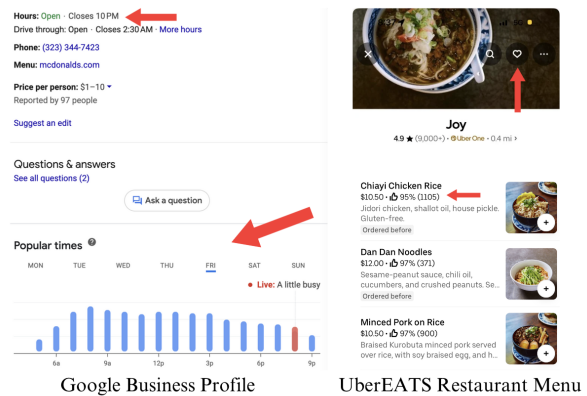 Hours: Open · Closes 10 PM
Drive through: Open · Closes 2:30 AM · More hours
Phone: (323) 344-7423
Menu: mcdonalds.com
Price per person: $1–10
Reported by 97 people
Suggest an edit
Questions & answers
See all questions (2)
Ask a question
Popular times ?
MON TUE WED THU FRI SAT SUN
Live: A little busy
6a 9a 12p 3p 6p 9p
Google Business Profile
Joy
4.9 ★ (9,000+) • Uber One • 0.4 mi ›
Chiayi Chicken Rice
$10.50 • 95% (1105)
Jidori chicken, shallot oil, house pickle.
Gluten-free.
Ordered before
Dan Dan Noodles
$12.00 • 97% (371)
Sesame-peanut sauce, chili oil,
cucumbers, and crushed peanuts. Se...
Ordered before
Minced Pork on Rice
$10.50 • 97% (900)
Braised Kurobuta minced pork served
over rice, with soy braised egg, and h...
UberEATS Restaurant Menu